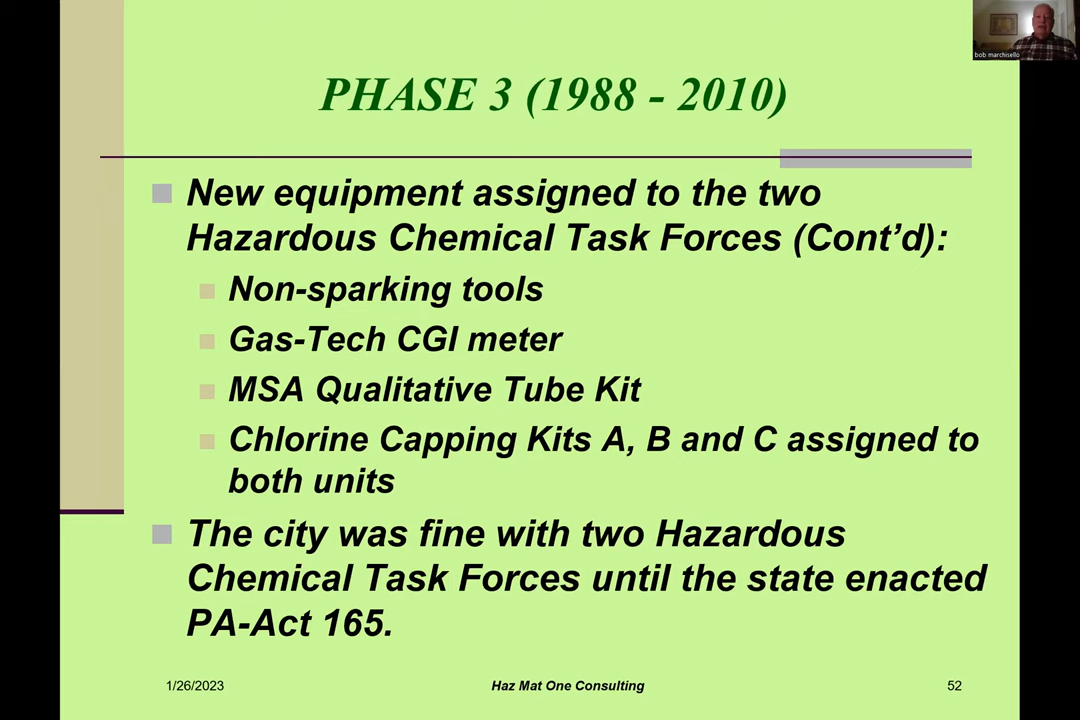 bob marchisello
PHASE 3 (1988 - 2010)
New equipment assigned to the two
Hazardous Chemical Task Forces (Cont’d):
Non-sparking tools
Gas-Tech CGI meter
MSA Qualitative Tube Kit
Chlorine Capping Kits A, B and C assigned to
both units
The city was fine with two Hazardous
Chemical Task Forces until the state enacted
PA-Act 165.
1/26/2023
Haz Mat One Consulting
52